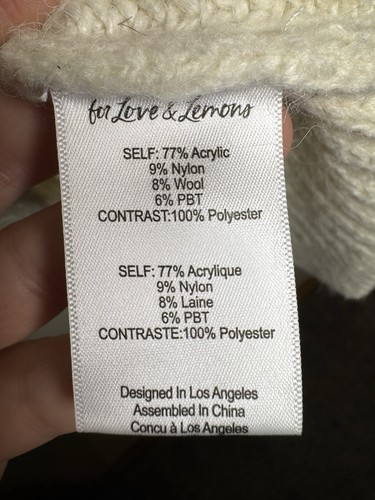 for Love & Lemons
SELF: 77% Acrylic
9% Nylon
8% Wool
6% PBT
CONTRAST:100% Polyester
SELF: 77% Acrylique
9% Nylon
8% Laine
6% PBT
CONTRASTE:100% Polyester
Designed In Los Angeles
Assembled In China
Concu à Los Angeles